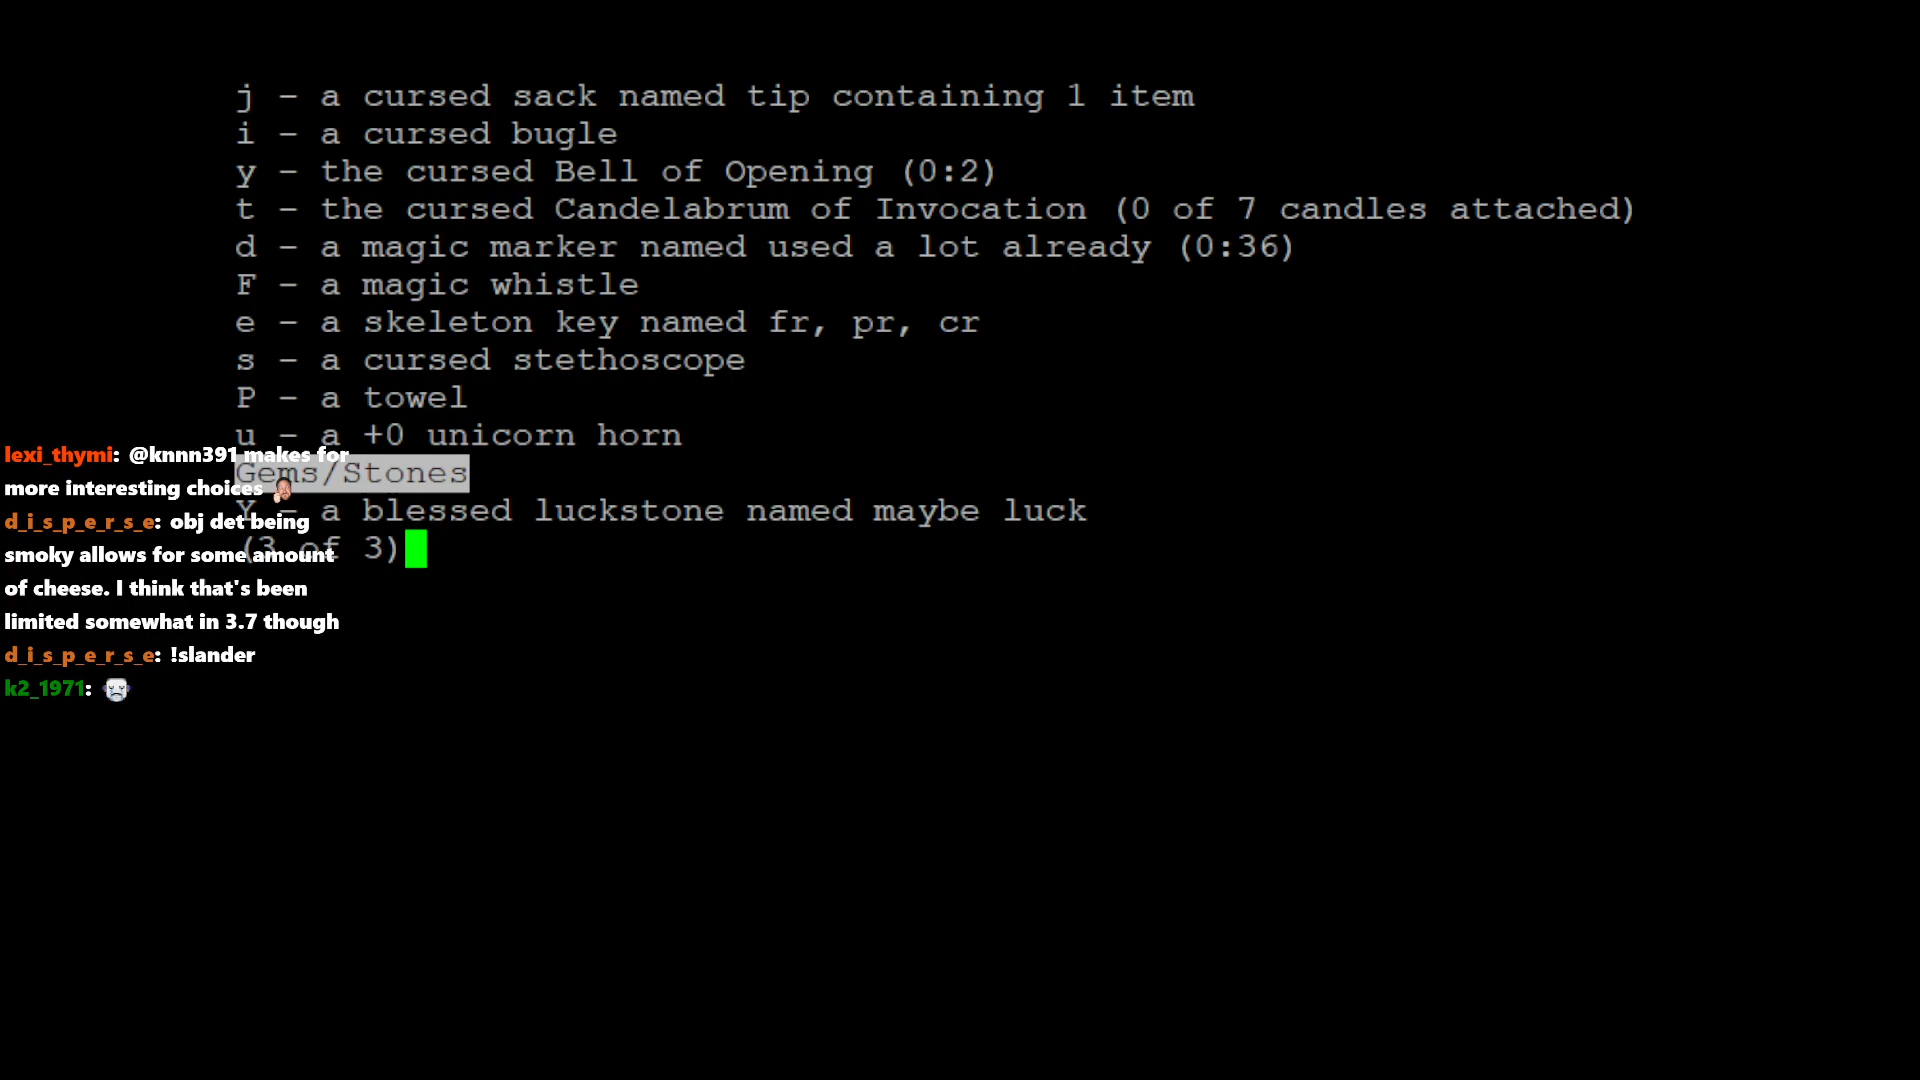 j - a cursed sack named tip containing 1 item
i - a cursed bugle
y - the cursed Bell of Opening (0:2)
t - the cursed Candelabrum of Invocation (0 of 7 candles attached)
d - a magic marker named used a lot already (0:36)
F - a magic whistle
e - a skeleton key named fr, pr, cr
s - a cursed stethoscope
P - a towel
u - a +0 unicorn horn
Gems/Stones
Y - a blessed luckstone named maybe luck
(3 of 3)
lexi_thymi: @knnn391 makes for
more interesting choices
d_i_s_p_e_r_s_e: obj det being
smoky allows for some amount
of cheese. I think that's been
limited somewhat in 3.7 though
d_i_s_p_e_r_s_e: !slander
k2_1971: